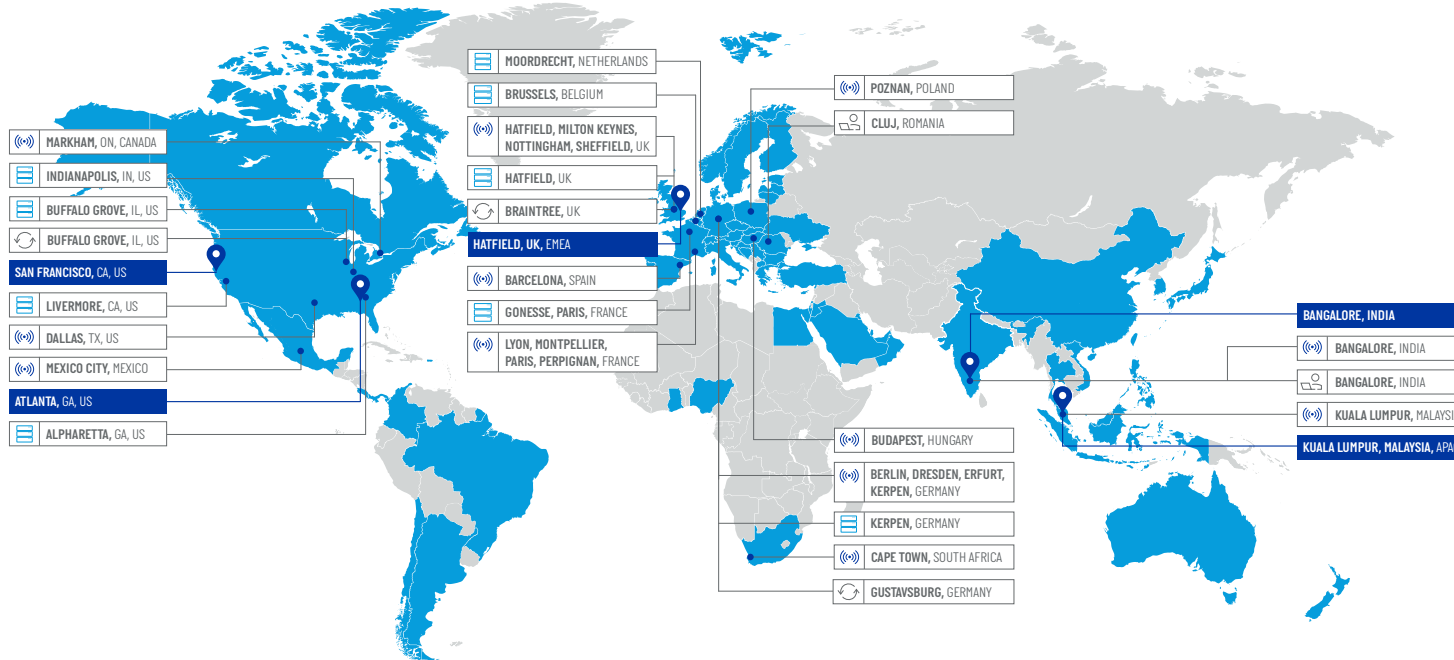 MARKHAM, ON, CANADA
INDIANAPOLIS, IN, US
BUFFALO GROVE, IL, US
BUFFALO GROVE, IL, US
SAN FRANCISCO, CA, US
LIVERMORE, CA, US
DALLAS, TX, US
MEXICO CITY, MEXICO
ATLANTA, GA, US
ALPHARETTA, GA, US
MOORDRECHT, NETHERLANDS
BRUSSELS, BELGIUM
HATFIELD, MILTON KEYNES,
NOTTINGHAM, SHEFFIELD, UK
HATFIELD, UK
BRAINTREE, UK
HATFIELD, UK, EMEA
BARCELONA, SPAIN
GONESSE, PARIS, FRANCE
LYON, MONTPELLIER,
PARIS, PERPIGNAN, FRANCE
POZNAN, POLAND
CLUJ, ROMANIA
BUDAPEST, HUNGARY
BERLIN, DRESDEN, ERFURT,
KERPEN, GERMANY
KERPEN, GERMANY
CAPE TOWN, SOUTH AFRICA
GUSTAVSBURG, GERMANY
BANGALORE, INDIA
BANGALORE, INDIA
BANGALORE, INDIA
KUALA LUMPUR,
KUALA LUMPUR, MALAYSIA,